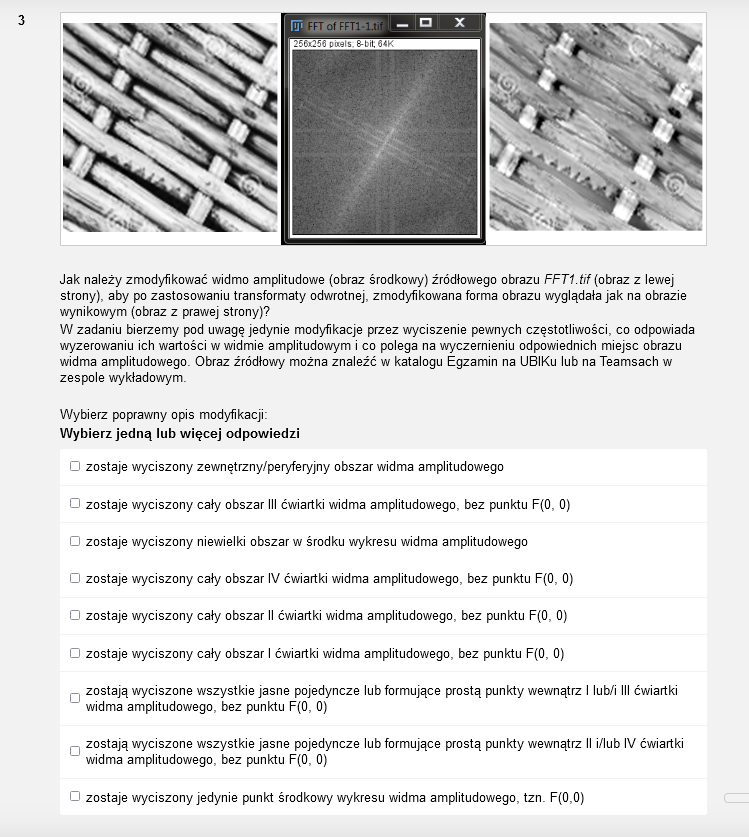 3
FFT of FFT1-1.tif
256x256 pixels; 8-bit; 64K
Jak należy zmodyfikować widmo amplitudowe (obraz środkowy) źródłowego obrazu FFT1.tif (obraz z lewej
strony), aby po zastosowaniu transformaty odwrotnej, zmodyfikowana forma obrazu wyglądała jak na obrazie
wynikowym (obraz z prawej strony)?
W zadaniu bierzemy pod uwagę jedynie modyfikacje przez wyciszenie pewnych częstotliwości, co odpowiada
wyzerowaniu ich wartości w widmie amplitudowym i co polega na wyczernieniu odpowiednich miejsc obrazu
widma amplitudowego. Obraz źródłowy można znaleźć w katalogu Egzamin na UBIKu lub na Teamsach w
zespole wykładowym.
Wybierz poprawny opis modyfikacji:
Wybierz jedną lub więcej odpowiedzi
zostaje wyciszony zewnętrzny/peryferyjny obszar widma amplitudowego
zostaje wyciszony cały obszar III ćwiartki widma amplitudowego, bez punktu F(0, 0)
zostaje wyciszony niewielki obszar w środku wykresu widma amplitudowego
zostaje wyciszony cały obszar IV ćwiartki widma amplitudowego, bez punktu F(0, 0)
zostaje wyciszony cały obszar II ćwiartki widma amplitudowego, bez punktu F(0, 0)
zostaje wyciszony cały obszar I ćwiartki widma amplitudowego, bez punktu F(0, 0)
zostają wyciszone wszystkie jasne pojedyncze lub formujące prostą punkty wewnątrz I lub/i III ćwiartki
widma amplitudowego, bez punktu F(0, 0)
zostają wyciszone wszystkie jasne pojedyncze lub formujące prostą punkty wewnątrz II i/lub IV ćwiartki
widma amplitudowego, bez punktu F(0, 0)
zostaje wyciszony jedynie punkt środkowy wykresu widma amplitudowego, tzn. F(0,0)